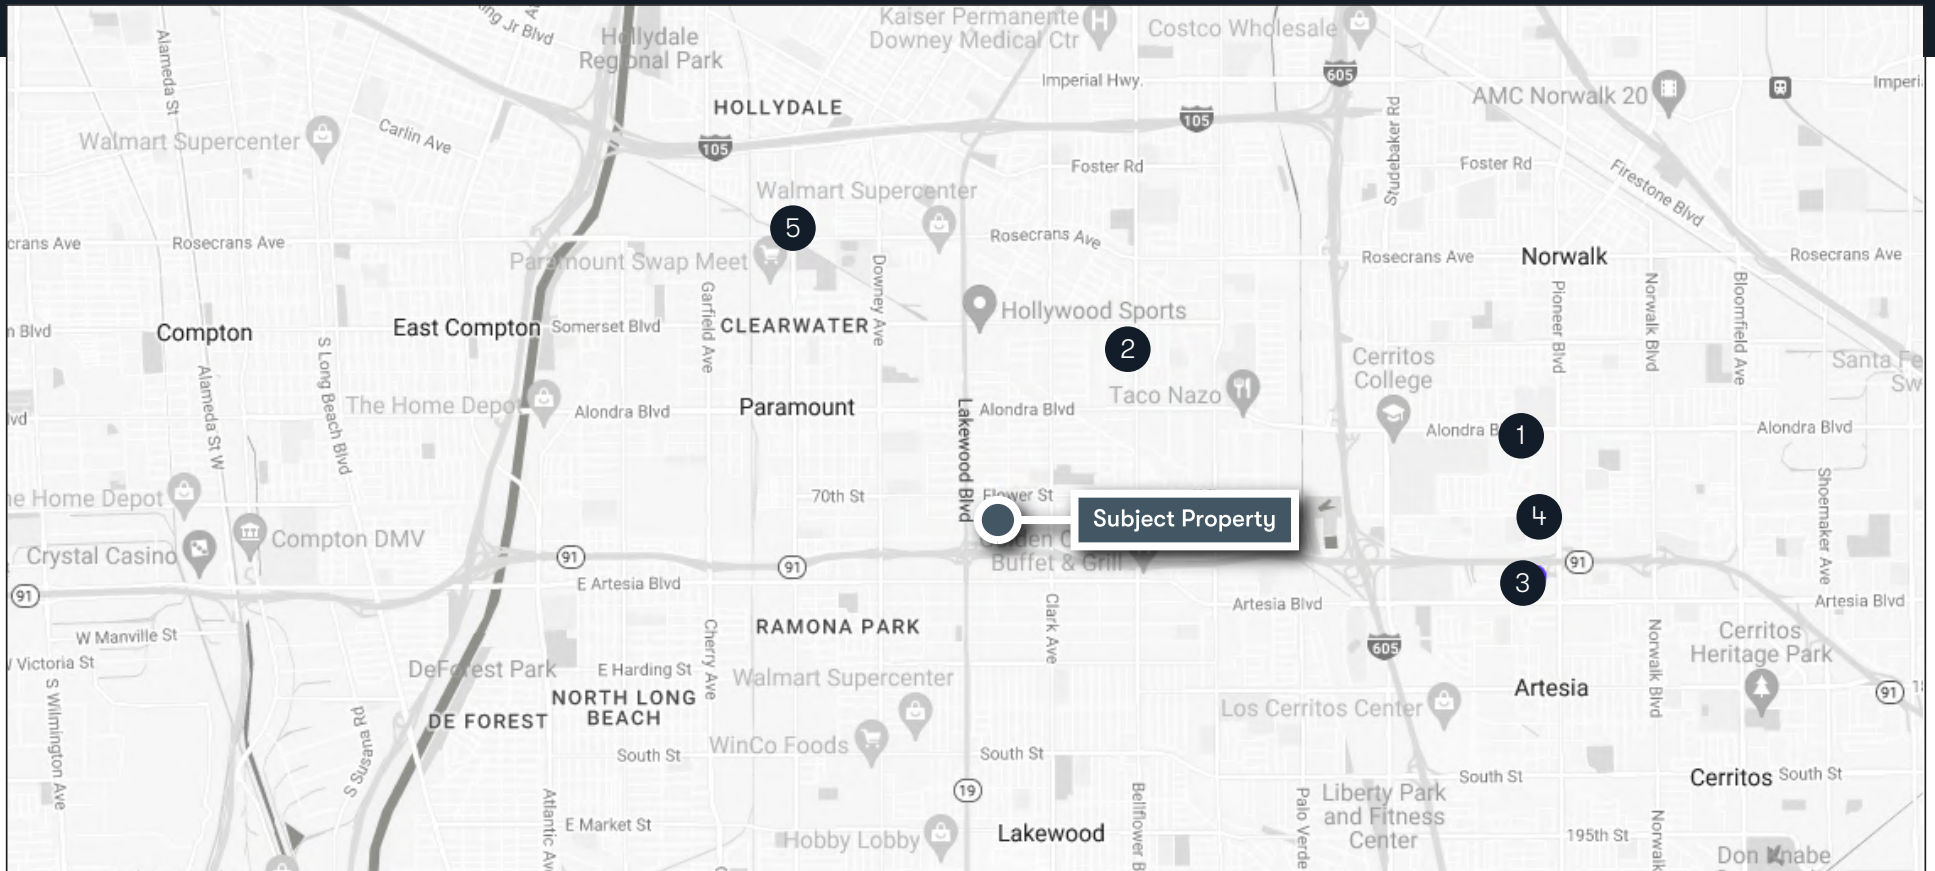 Kaiser Permanente
Downey Medical Ctr
Costco Wholesale
Hollydale
Regional Park
Alameda St
Imperial Hwy.
605
AMC Norwalk 20
HOLLYDALE
Walmart Supercenter
Carlin Ave
105
105
Studebaker Rd
Foster Rd
Foster Rd
Firestone Blvd
Walmart Supercenter
5
Rosecrans Ave
Rosecrans Ave
Rosecrans Ave
Norwalk
Rosecrans Ave
Paramount Swap Meet
Downey Ave
Garfield Ave
Pioneer Blvd
Norwalk Blvd
Bloomfield Ave
Hollywood Sports
Compton
East Compton
Somerset Blvd
CLEARWATER
2
Cerritos
College
Santa Fe
S Long Beach Blvd
Alameda St W
The Home Depot
Alondra Blvd
Paramount
Lakewood Blvd
Alondra Blvd
Taco Nazo
Alondra B
1
Alondra Blvd
Home Depot
70th St
Flower St
Shoemaker Ave
Subject Property
4
Crystal Casino
Compton DMV
91
91
Buffet & Grill
91
91
E Artesia Blvd
3
Artesia Blvd
Artesia Blvd
W Manville St
RAMONA PARK
Clark Ave
Cherry Ave
Cerritos
Heritage Park
605
Norwalk Blvd
Victoria St
DeForest Park
E Harding St
Walmart Supercenter
NORTH LONG
BEACH
DE FOREST
Artesia
91
Los Cerritos Center
S Wilmington Ave
S Susana Rd
South St
WinCo Foods
South St
South St
Cerritos
South St
19
Atlantic Av
E Market St
Hobby Lobby
Lakewood
Bellflower B
Palo Verde
Liberty Park
and Fitness
Center
195th St
Norwalk
Don Knabe